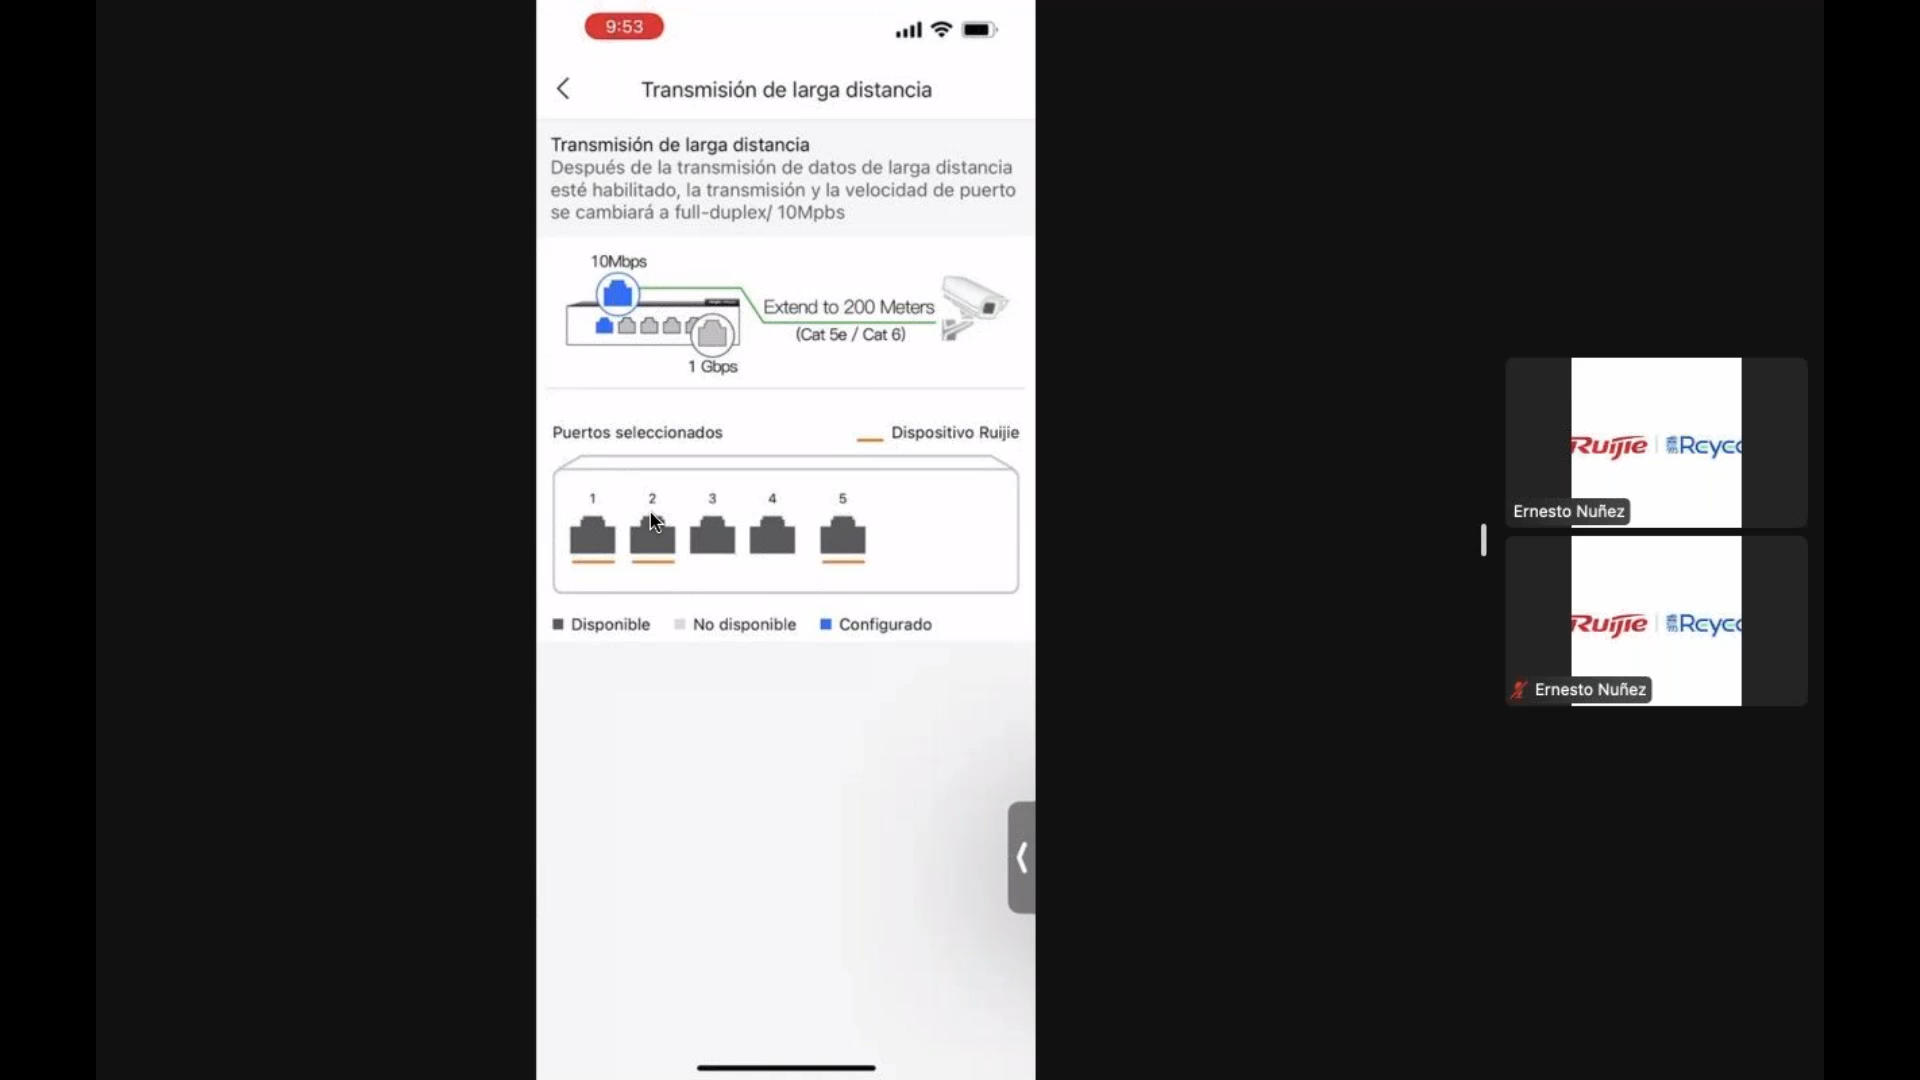 9:53
Transmisión de larga distancia
Transmisión de larga distancia
Después de la transmisión de datos de larga distancia
esté habilitado, la transmisión y la velocidad de puerto
se cambiará a full-duplex/ 10Mpbs
10Mbps
Extend to 200 Meters
(Cat 5e / Cat 6)
1 Gbps
Puertos seleccionados
Dispositivo Ruijie
1 2 3 4 5
Disponible No disponible Configurado
Ruijie
Ernesto Nuñez
Ruijie
Ernesto Nuñez